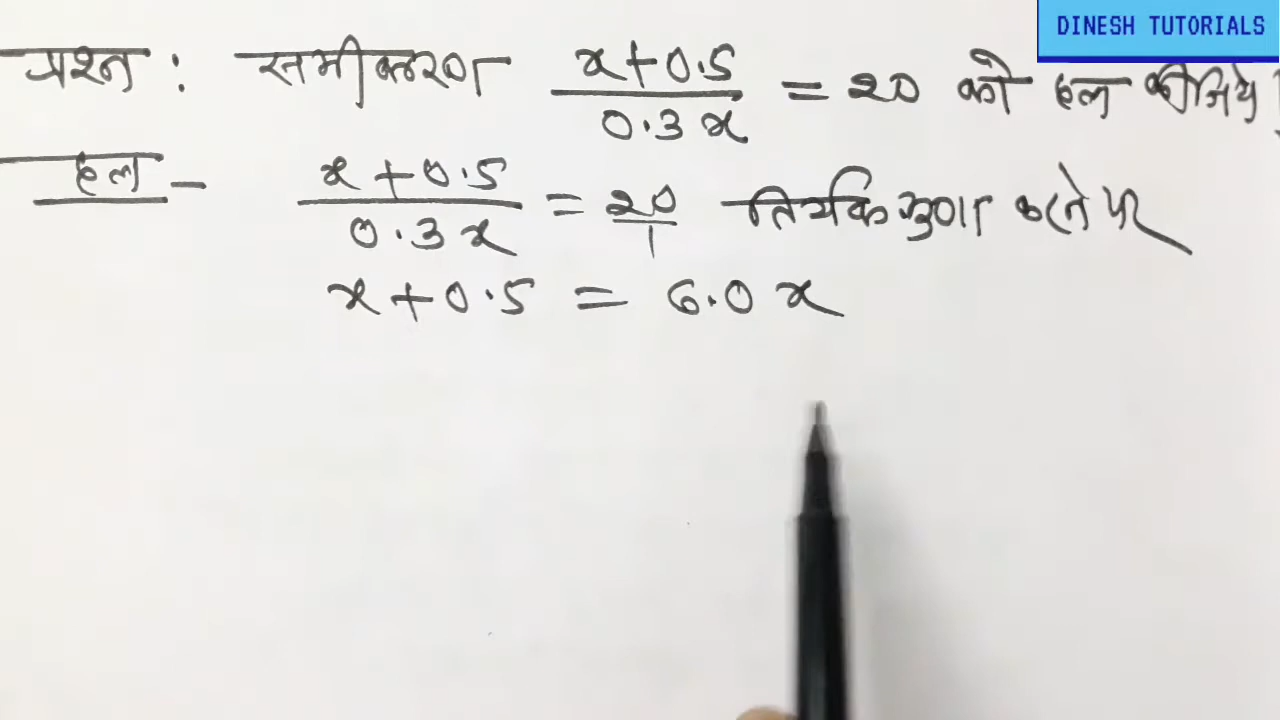 DINESH TUTORIALS
प्रश्न : समीकरण (x+0.5)/(0.3x) = 20 को हल कीजिये।
हल - (x+0.5)/(0.3x) = 20/1 तिर्यक गुणा करने पर
x+0.5 = 6.0x